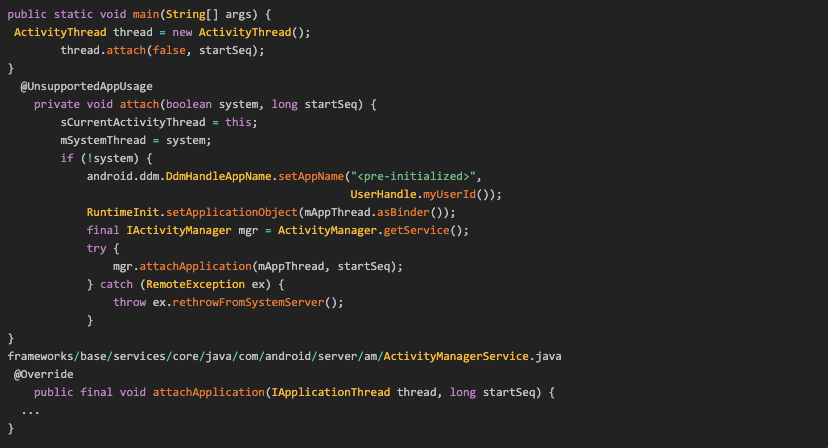 public static void main(String[] args) {
ActivityThread thread = new ActivityThread();
thread.attach(false, startSeq);
}
@UnsupportedAppUsage
private void attach(boolean system, long startSeq) {
sCurrentActivityThread = this;
mSystemThread = system;
if (!system) {
android.ddm.DdmHandleAppName.setAppName("<pre-initialized>",
UserHandle.myUserId());
RuntimeInit.setApplicationObject(mAppThread.asBinder());
final IActivityManager mgr = ActivityManager.getService();
try {
mgr.attachApplication(mAppThread, startSeq);
} catch (RemoteException ex) {
throw ex.rethrowFromSystemServer();
}
}
frameworks/base/services/core/java/com/android/server/am/ActivityManagerService.java
@Override
public final void attachApplication(IApplicationThread thread, long startSeq) {
...
}